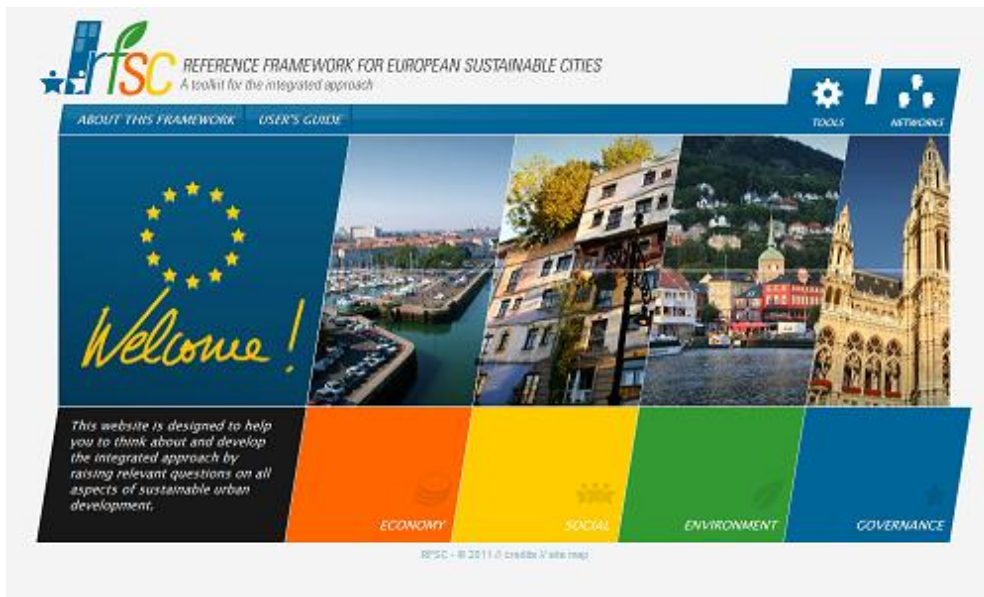 rfsc
REFERENCE FRAMEWORK FOR EUROPEAN SUSTAINABLE CITIES
A toolkit for the integrated approach
ABOUT THIS FRAMEWORK
USER'S GUIDE
TOOLS
NETWORKS
Welcome!
This website is designed to help
you to think about and develop
the integrated approach by
raising relevant questions on all
aspects of sustainable urban
development.
ECONOMY
SOCIAL
ENVIRONMENT
GOVERNANCE
RFSC - © 2011 // credits // site map